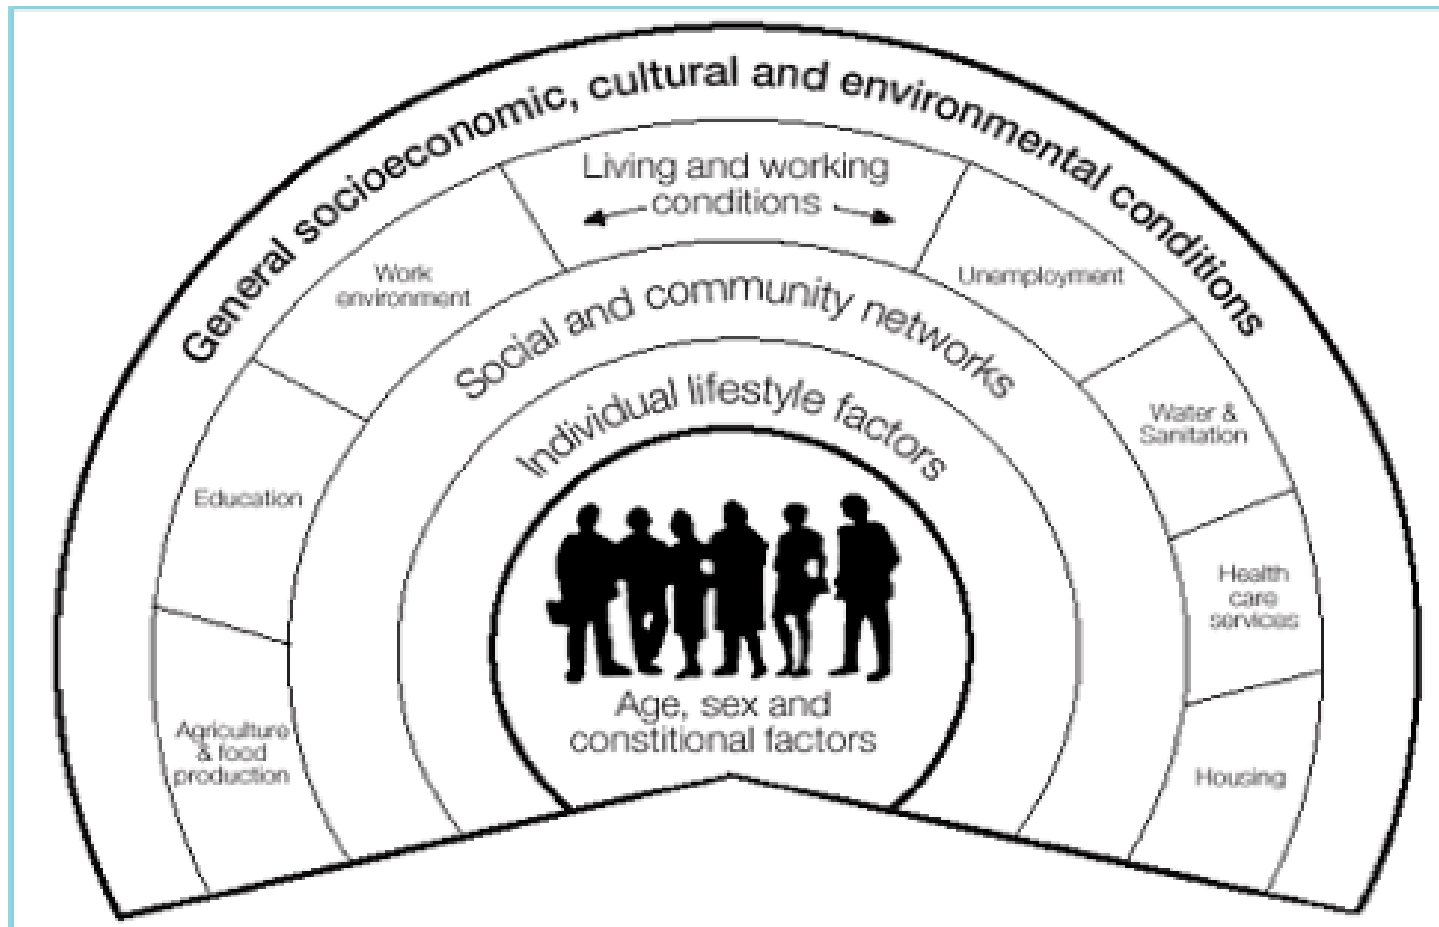 General socioeconomic, cultural and environmental conditions
Living and working
conditions
Work
environment
Unemployment
Social and community networks
Individual lifestyle factors
Water &
Sanitation
Education
Health
care
services
Agriculture
& food
production
Housing
Age, sex and
constitional factors